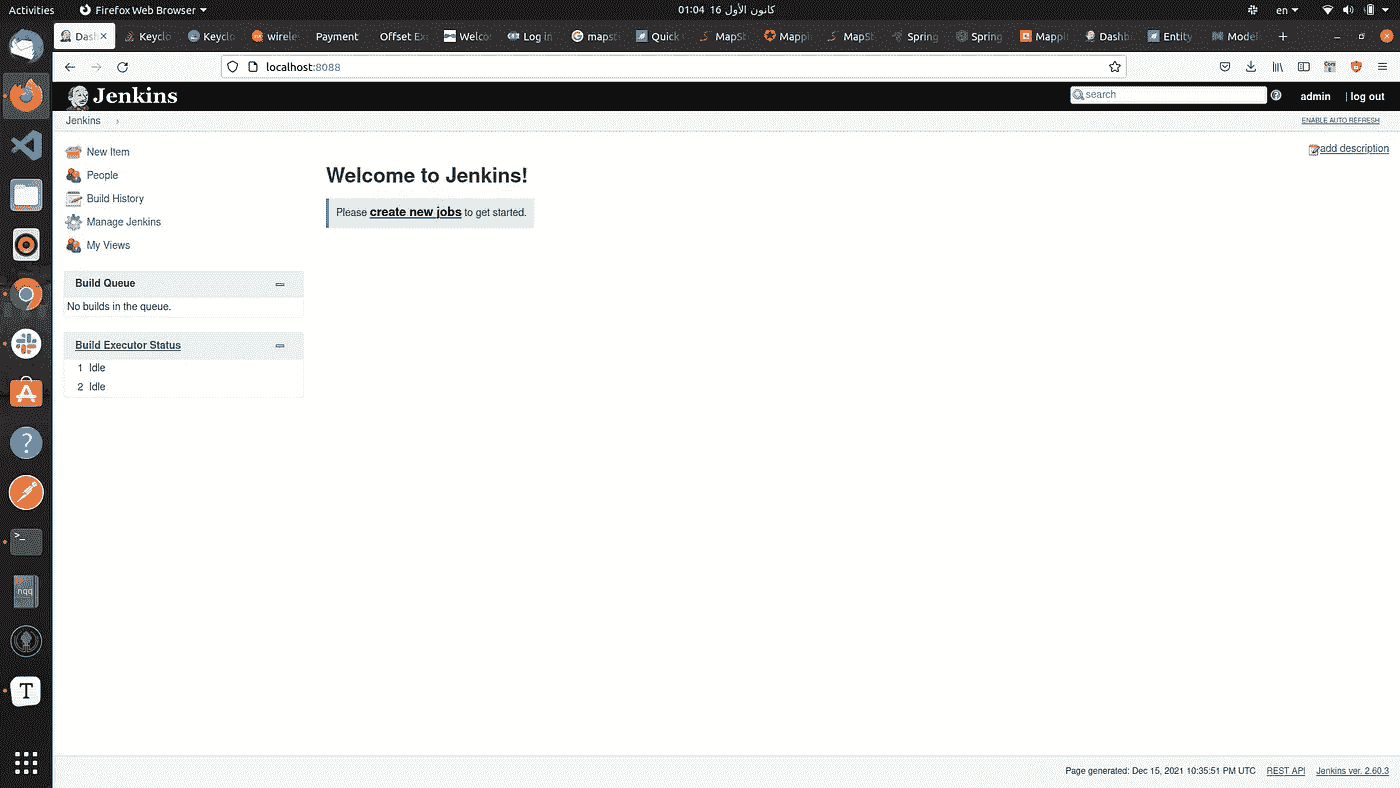 Activities Firefox Web Browser 01:04 16 كانون الأول en
Dash Keyclo Keyclo wirele Payment Offset Ex Welco Log in mapst Quick MapSt Mappi MapSt Spring Spring Mappi Dashb Entity Model
localhost:8088
Jenkins search admin | log out
Jenkins ENABLE AUTO REFRESH
New Item add description
People
Build History
Manage Jenkins
My Views
Welcome to Jenkins!
Please create new jobs to get started.
Build Queue
No builds in the queue.
Build Executor Status
1 Idle
2 Idle
nqq
T
Page generated: Dec 15, 2021 10:35:51 PM UTC REST API Jenkins ver. 2.60.3